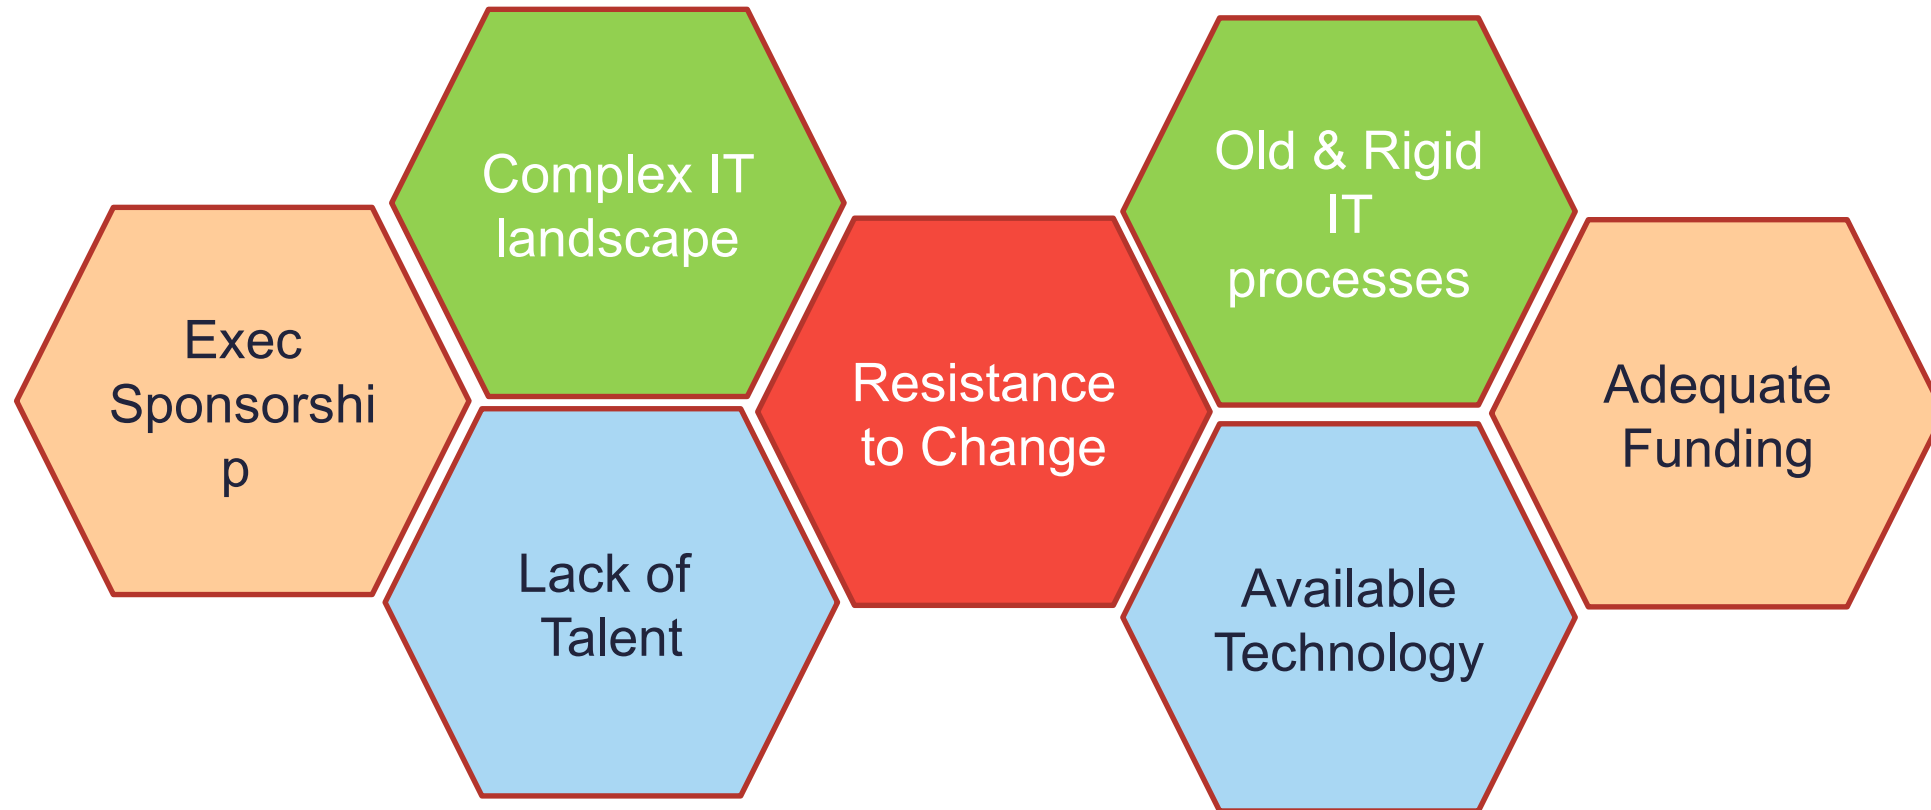 Complex IT
landscape
Old & Rigid
IT
processes
Exec
Sponsorshi
p
Resistance
to Change
Adequate
Funding
Lack of
Talent
Available
Technology